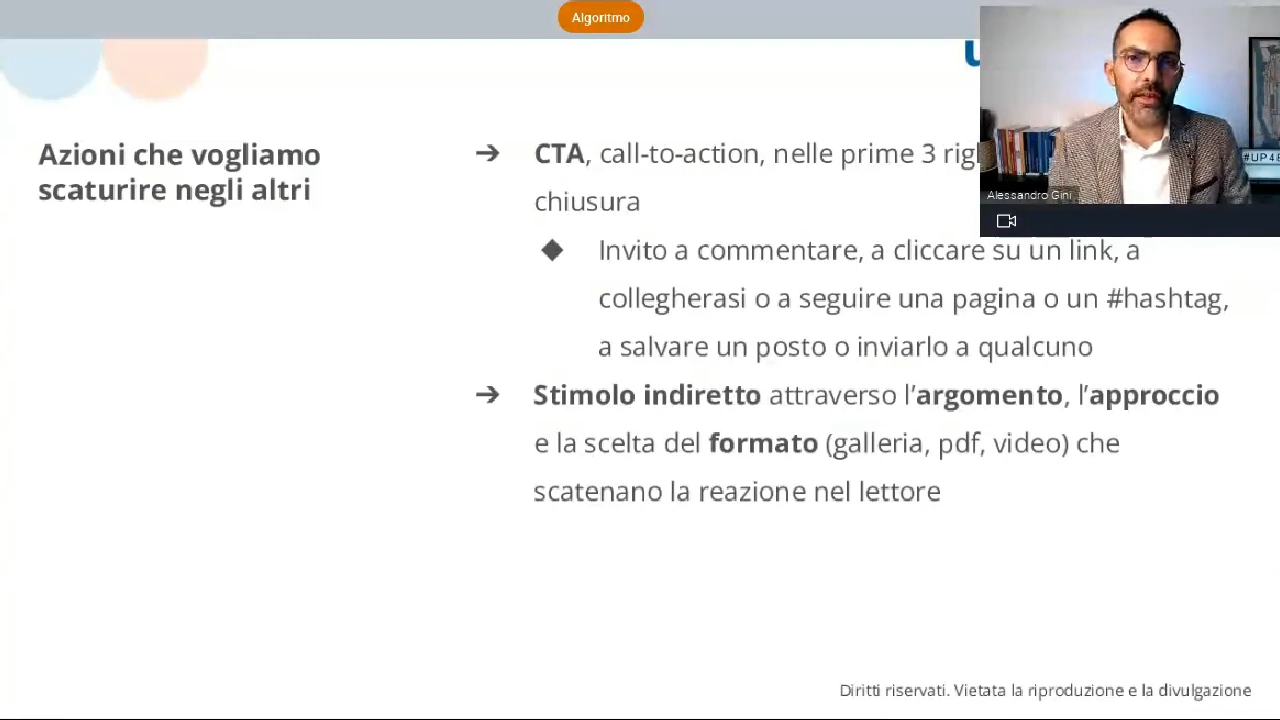 Algoritmo
Azioni che vogliamo
scaturire negli altri
➔ CTA, call-to-action, nelle prime 3
chiusura
◆ Invito a commentare, a cliccare su un link, a
collegherasi o a seguire una pagina o un #hashtag,
a salvare un posto o inviarlo a qualcuno
➔ Stimolo indiretto attraverso l'argomento, l'approccio
e la scelta del formato (galleria, pdf, video) che
scatenano la reazione nel lettore
#UP4B
Alessandro Gini
Diritti riservati. Vietata la riproduzione e la divulgazione